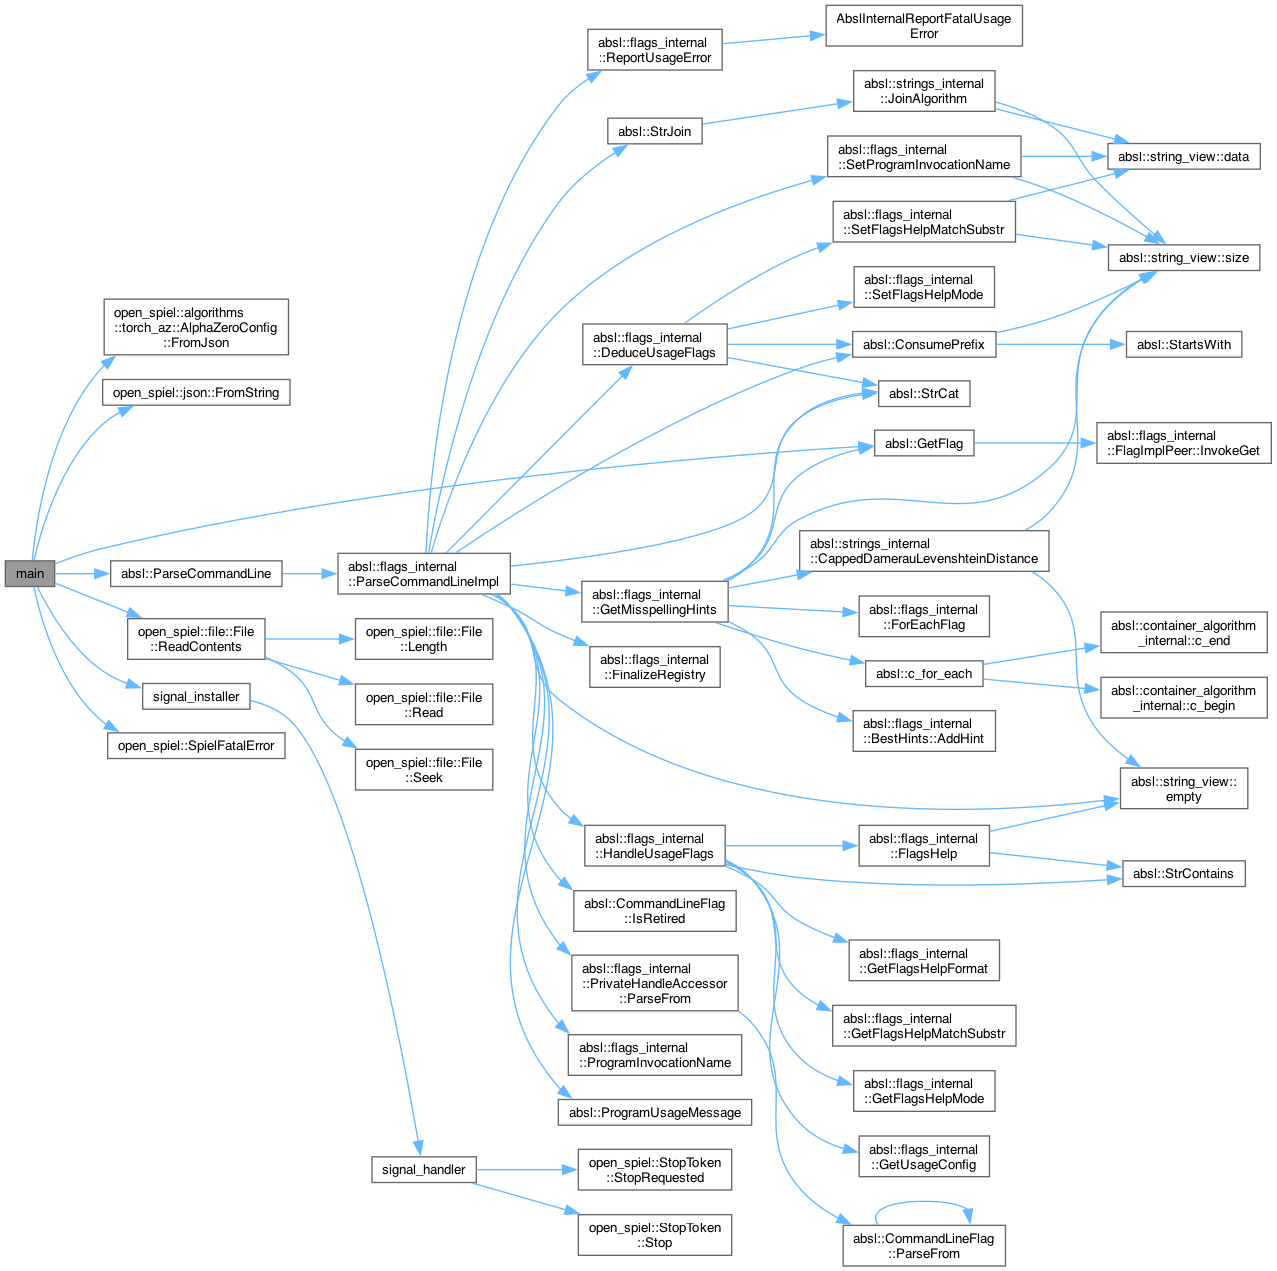 main
open_spiel::algorithms
::torch_az::AlphaZeroConfig
::FromJson
open_spiel::json::FromString
absl::ParseCommandLine
open_spiel::file::File
::ReadContents
signal_installer
open_spiel::SpielFatalError
absl::flags_internal
::ParseCommandLineImpl
open_spiel::file::File
::Length
open_spiel::file::File
::Read
open_spiel::file::File
::Seek
signal_handler
absl::flags_internal
::ReportUsageError
absl::StrJoin
absl::flags_internal
::DeduceUsageFlags
absl::flags_internal
::GetMisspellingHints
absl::flags_internal
::FinalizeRegistry
absl::flags_internal
::HandleUsageFlags
absl::CommandLineFlag
::IsRetired
absl::flags_internal
::PrivateHandleAccessor
::ParseFrom
absl::flags_internal
::ProgramInvocationName
absl::ProgramUsageMessage
open_spiel::StopToken
::StopRequested
open_spiel::StopToken
::Stop
AbslInternalReportFatalUsage
Error
absl::strings_internal
::JoinAlgorithm
absl::flags_internal
::SetProgramInvocationName
absl::flags_internal
::SetFlagsHelpMatchSubstr
absl::flags_internal
::SetFlagsHelpMode
absl::ConsumePrefix
absl::StrCat
absl::GetFlag
absl::strings_internal
::CappedDamerauLevenshteinDistance
absl::flags_internal
::ForEachFlag
absl::c_for_each
absl::flags_internal
::BestHints::AddHint
absl::flags_internal
::FlagsHelp
absl::flags_internal
::GetFlagsHelpFormat
absl::flags_internal
::GetFlagsHelpMatchSubstr
absl::flags_internal
::GetFlagsHelpMode
absl::flags_internal
::GetUsageConfig
absl::CommandLineFlag
::ParseFrom
absl::string_view::data
absl::string_view::size
absl::StartsWith
absl::flags_internal
::FlagImplPeer::InvokeGet
absl::container_algorithm
_internal::c_end
absl::container_algorithm
_internal::c_begin
absl::string_view::
empty
absl::StrContains